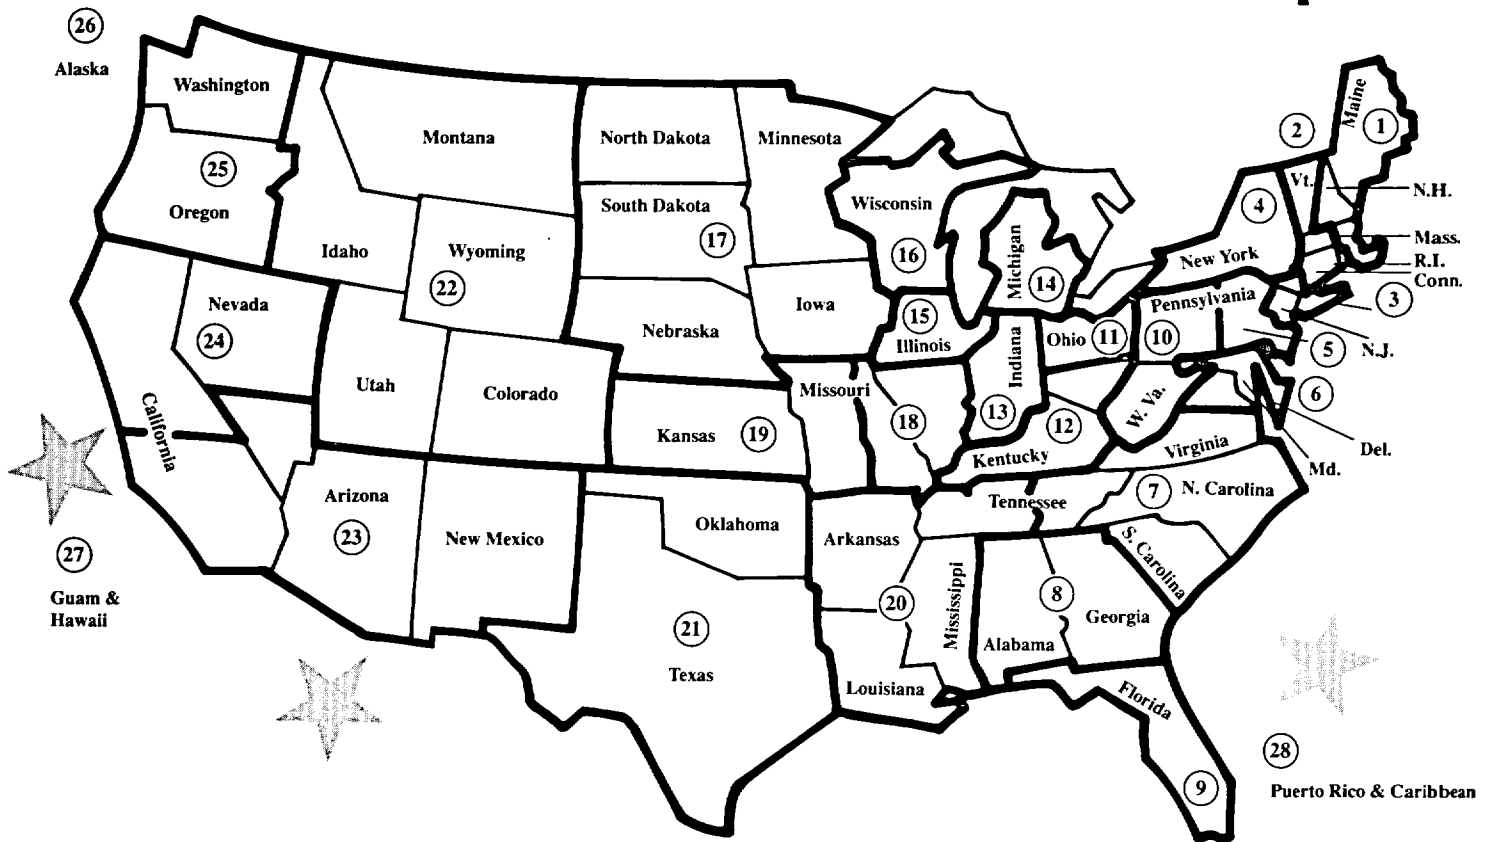 26
Alaska
Washington
Montana
North Dakota
Minnesota
Maine
1
2
25
Oregon
Idaho
Wyoming
22
South Dakota
17
Wisconsin
16
Michigan
14
4
Vt.
N.H.
New York
Mass.
R.I.
Conn.
3
Nevada
24
Utah
Colorado
Nebraska
Iowa
15
Illinois
Indiana
13
Ohio
11
10
Pennsylvania
5
N.J.
6
Del.
Md.
California
Kansas
19
Missouri
18
12
Kentucky
W. Va.
Virginia
27
Guam &
Hawaii
Arizona
23
New Mexico
Oklahoma
Arkansas
Tennessee
7
N. Carolina
S. Carolina
21
Texas
20
Louisiana
Mississippi
Alabama
8
Georgia
Florida
9
28
Puerto Rico & Caribbean